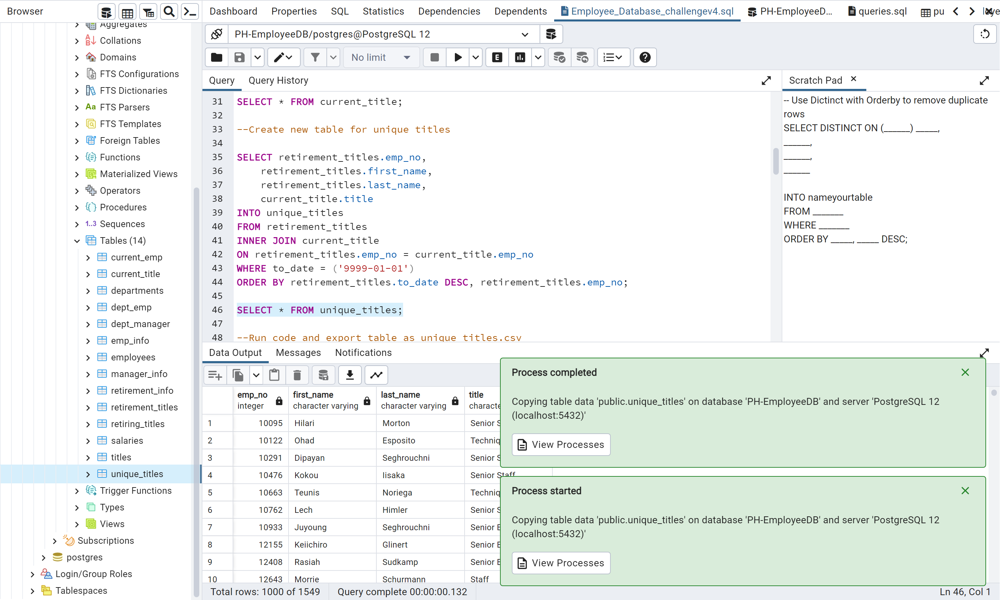 Browser
Dashboard
Properties
SQL
Statistics
Dependencies
Dependents
Employee_Database_challengev4.sql
PH-EmployeeD...
queries.sql
pu
Aggregates
Collations
Domains
FTS Configurations
FTS Dictionaries
Aa FTS Parsers
FTS Templates
Foreign Tables
Functions
Materialized Views
Operators
Procedures
1..3 Sequences
Tables (14)
current_emp
current_title
departments
dept_emp
dept_manager
emp_info
employees
manager_info
retirement_info
retirement_titles
retiring_titles
salaries
titles
unique_titles
Trigger Functions
Types
Views
Subscriptions
postgres
Login/Group Roles
Tablespaces
PH-EmployeeDB/postgres@PostgreSQL 12
No limit
E
Query
Query History
31 SELECT * FROM current_title;
32
33 --Create new table for unique titles
34
35 SELECT retirement_titles.emp_no,
36 retirement_titles.first_name,
37 retirement_titles.last_name,
38 current_title.title
39 INTO unique_titles
40 FROM retirement_titles
41 INNER JOIN current_title
42 ON retirement_titles.emp_no = current_title.emp_no
43 WHERE to_date = ('9999-01-01')
44 ORDER BY retirement_titles.to_date DESC, retirement_titles.emp_no;
45
46 SELECT * FROM unique_titles;
47
48 --Run code and export table as unique titles.csv
Scratch Pad
-- Use Dictinct with Orderby to remove duplicate
rows
SELECT DISTINCT ON (______) _____,
______,
______,
______
INTO nameyourtable
FROM _______
WHERE _______
ORDER BY _____, _____ DESC;
Data Output
Messages
Notifications
emp_no
integer
first_name
character varying
last_name
character varying
title
characte
1 10095 Hilari Morton Senior S
2 10122 Ohad Esposito Techniq
3 10291 Dipayan Seghrouchni Senior S
4 10476 Kokou Iisaka Senior Staff
5 10663 Teunis Noriega Techniq
6 10762 Lech Himler Senior S
7 10933 Juyoung Seghrouchni Senior E
8 12155 Keiichiro Glinert Senior E
9 12408 Rasiah Sudkamp Senior E
10 12643 Morrie Schurmann Staff
Process completed
Copying table data 'public.unique_titles' on database 'PH-EmployeeDB' and server 'PostgreSQL 12
(localhost:5432)'
View Processes
Process started
Copying table data 'public.unique_titles' on database 'PH-EmployeeDB' and server 'PostgreSQL 12
(localhost:5432)'
View Processes
Total rows: 1000 of 1549
Query complete 00:00:00.132
Ln 46, Col 1